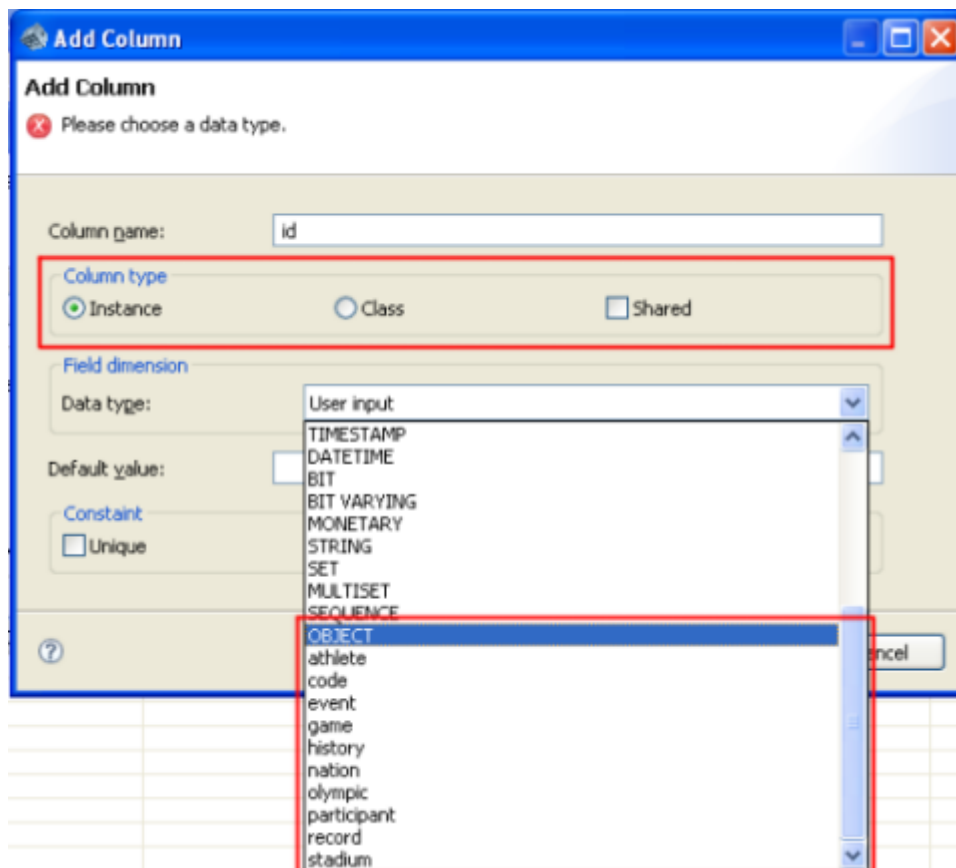 Add Column
Add Column
Please choose a data type.
Column name: id
Column type
Instance Class Shared
Field dimension
Data type: User input
TIMESTAMP
DATETIME
Default value:
BIT
BIT VARYING
Constaint
MONETARY
Unique
STRING
SET
MULTISET
SEQUENCE
OBJECT
? ncel
athlete
code
event
game
history
nation
olympic
participant
record
stadium